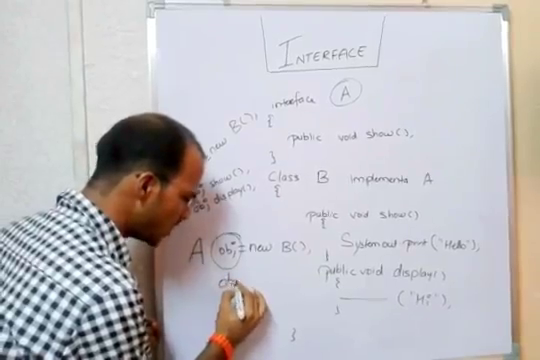 INTERFACE
interface A
{
public void show();
}
new B();
show();
obj display();
Class B implements A
{
public void show()
{
System.out.print("Hello");
}
public void display()
{
("Hi");
}
}
A obj = new B();